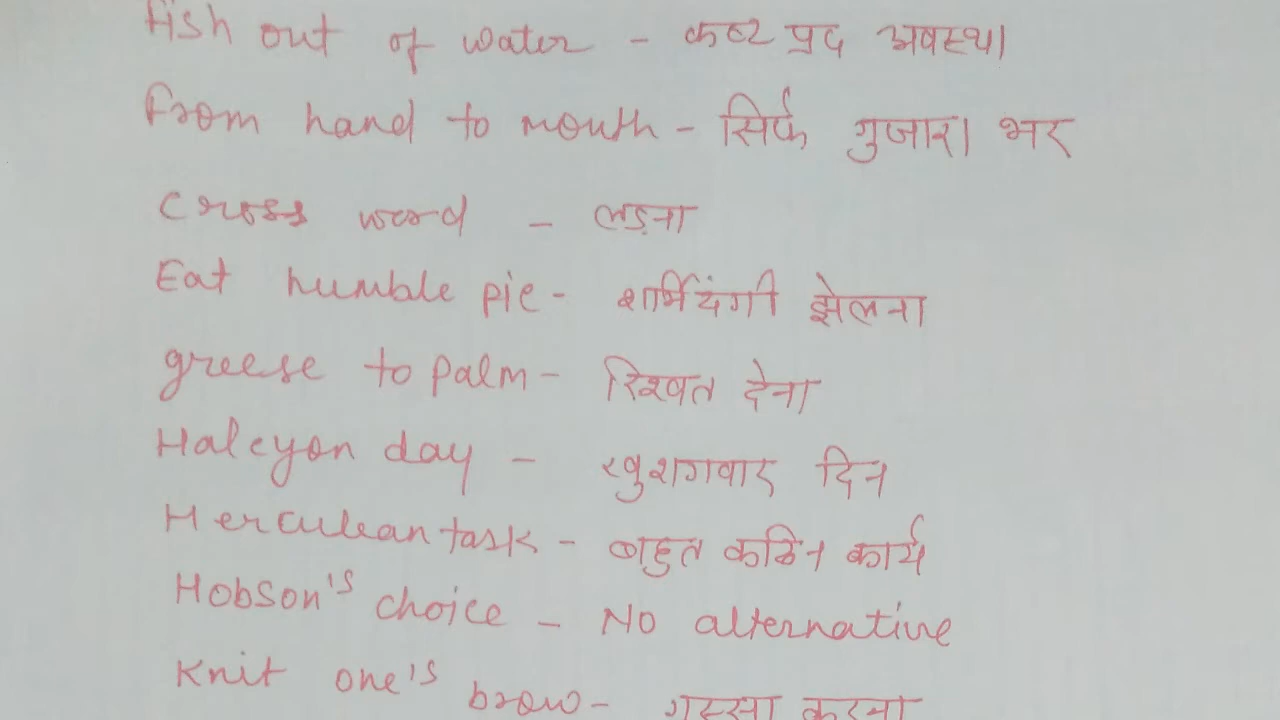 Fish out of water - कष्ट प्रद अवस्था
From hand to mouth - सिर्फ गुजारा भर
Cross word - लड़ना
Eat humble pie - शर्मियंगी झेलना
greese to palm - रिश्वत देना
Halcyon day - खुशगवार दिन
Herculean task - बहुत कठिन कार्य
Hobson's choice - No alternative
Knit one's brow - गुस्सा करना